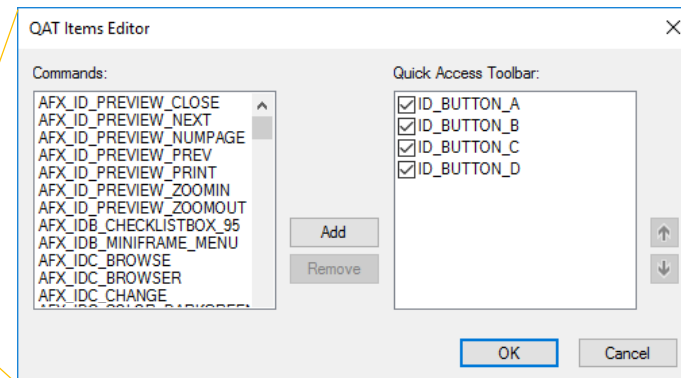 QAT Items Editor
Commands:
AFX_ID_PREVIEW_CLOSE
AFX_ID_PREVIEW_NEXT
AFX_ID_PREVIEW_NUMPAGE
AFX_ID_PREVIEW_PREV
AFX_ID_PREVIEW_PRINT
AFX_ID_PREVIEW_ZOOMIN
AFX_ID_PREVIEW_ZOOMOUT
AFX_IDB_CHECKLISTBOX_95
AFX_IDB_MINIFRAME_MENU
AFX_IDC_BROWSE
AFX_IDC_BROWSER
AFX_IDC_CHANGE
Add
Remove
Quick Access Toolbar:
ID_BUTTON_A
ID_BUTTON_B
ID_BUTTON_C
ID_BUTTON_D
OK
Cancel